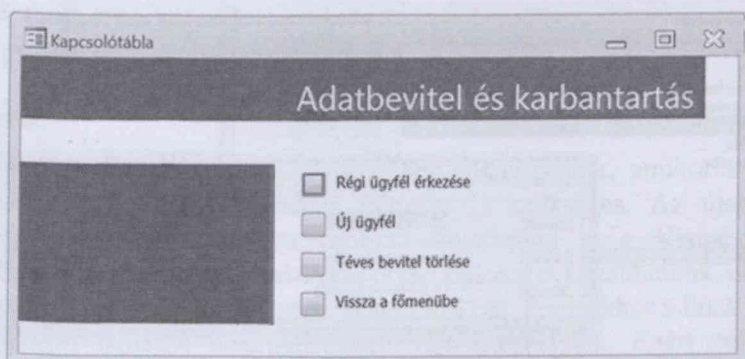 Kapcsolótábla
Adatbevitel és karbantartás
Régi ügyfél érkezése
Új ügyfél
Téves bevitel törlése
Vissza a főmenübe